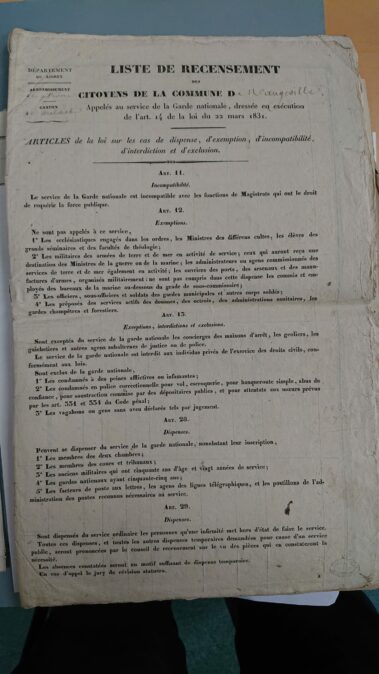 DÉPARTEMENT
LISTE DE RECENSEMENT
DES
ARRONDISSEMENT
CITOYENS DE LA COMMUNE D
CANTON
Appelés au service de la Garde nationale, dressée en exécution
de l'art. 14 de la loi du 22 mars 1831.
ARTICLES de la loi sur les cas de dispense, d'exemption, d'incompatibilité,
d'interdiction et d'exclusion.
ART. 11.
Incompatibilité.
Le service de la Garde nationale est incompatible avec les fonctions de Magistrats qui ont le droit
de requérir la force publique.
ART. 12.
Exemptions.
Ne sont pas appelés à ce service :
1° Les ecclésiastiques engagés dans les ordres, les Ministres des différens cultes, les élèves des
grands séminaires et des facultés de théologie;
2° Les militaires des armées de terre et de mer en activité de service; ceux qui auront reçu une
destination des Ministres de la guerre ou de la marine; les administrateurs ou agens commissionnés des
services de terre et de mer également en activité; les ouvriers des ports, des arsenaux et des manu-
factures d'armes, organisés militairement: ne sont pas compris dans cette dispense les commis et em-
ployés des bureaux de la marine au-dessous du grade de sous-commissaire;
3° Les officiers, sous-officiers et soldats des gardes municipales et autres corps soldés;
4° Les préposés des services actifs des douanes, des octrois, des administrations sanitaires, les
gardes champêtres et forestiers.
ART. 13.
Exceptions, interdictions et exclusions.
Sont exceptés du service de la garde nationale les concierges des maisons d'arrêt, les geoliers, les
guichetiers et autres agens subalternes de justice ou de police.
Le service de la garde nationale est interdit aux individus privés de l'exercice des droits civils, con-
formément aux lois.
Sont exclus de la garde nationale,
1° Les condamnés à des peines afflictives ou infamantes;
2° Les condamnés en police correctionnelle pour vol, escroquerie, pour banqueroute simple, abus de
confiance, pour soustraction commise par des dépositaires publics, et pour attentats aux mœurs prévus
par les art. 331 et 334 du Code pénal;
3° Les vagabonds ou gens sans aveu déclarés tels par jugement.
ART. 28.
Dispenses.
Peuvent se dispenser du service de la garde nationale, nonobstant leur inscription,
1° Les membres des deux chambres;
2° Les membres des cours et tribunaux;
3° Les anciens militaires qui ont cinquante ans d'âge et vingt années de service;
4° Les gardes nationaux ayant cinquante-cinq ans;
5° Les facteurs de poste aux lettres, les agens des lignes télégraphiques, et les postillons de l'ad-
ministration des postes reconnus nécessaires au service.
ART. 29.
Dispenses.
Sont dispensés du service ordinaire les personnes qu'une infirmité met hors d'état de faire le service.
Toutes ces dispenses, et toutes les autres dispenses temporaires demandées pour cause d'un service
public, seront prononcées par le conseil de recensement sur le vu des pièces qui en constateront la
nécessité.
Les absences constatées seront un motif suffisant de dispense temporaire.
En cas d'appel le jury de révision statuera.